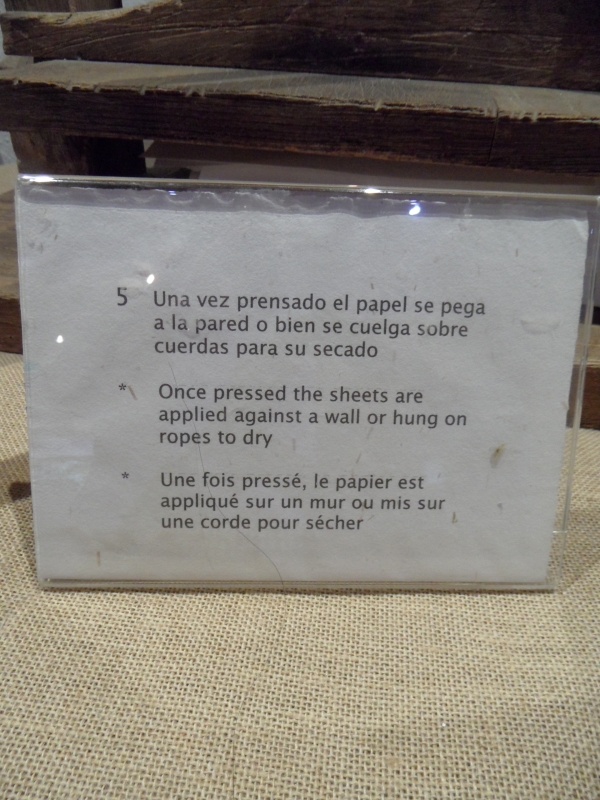 5 Una vez prensado el papel se pega
a la pared o bien se cuelga sobre
cuerdas para su secado
* Once pressed the sheets are
applied against a wall or hung on
ropes to dry
* Une fois pressé, le papier est
appliqué sur un mur ou mis sur
une corde pour sécher